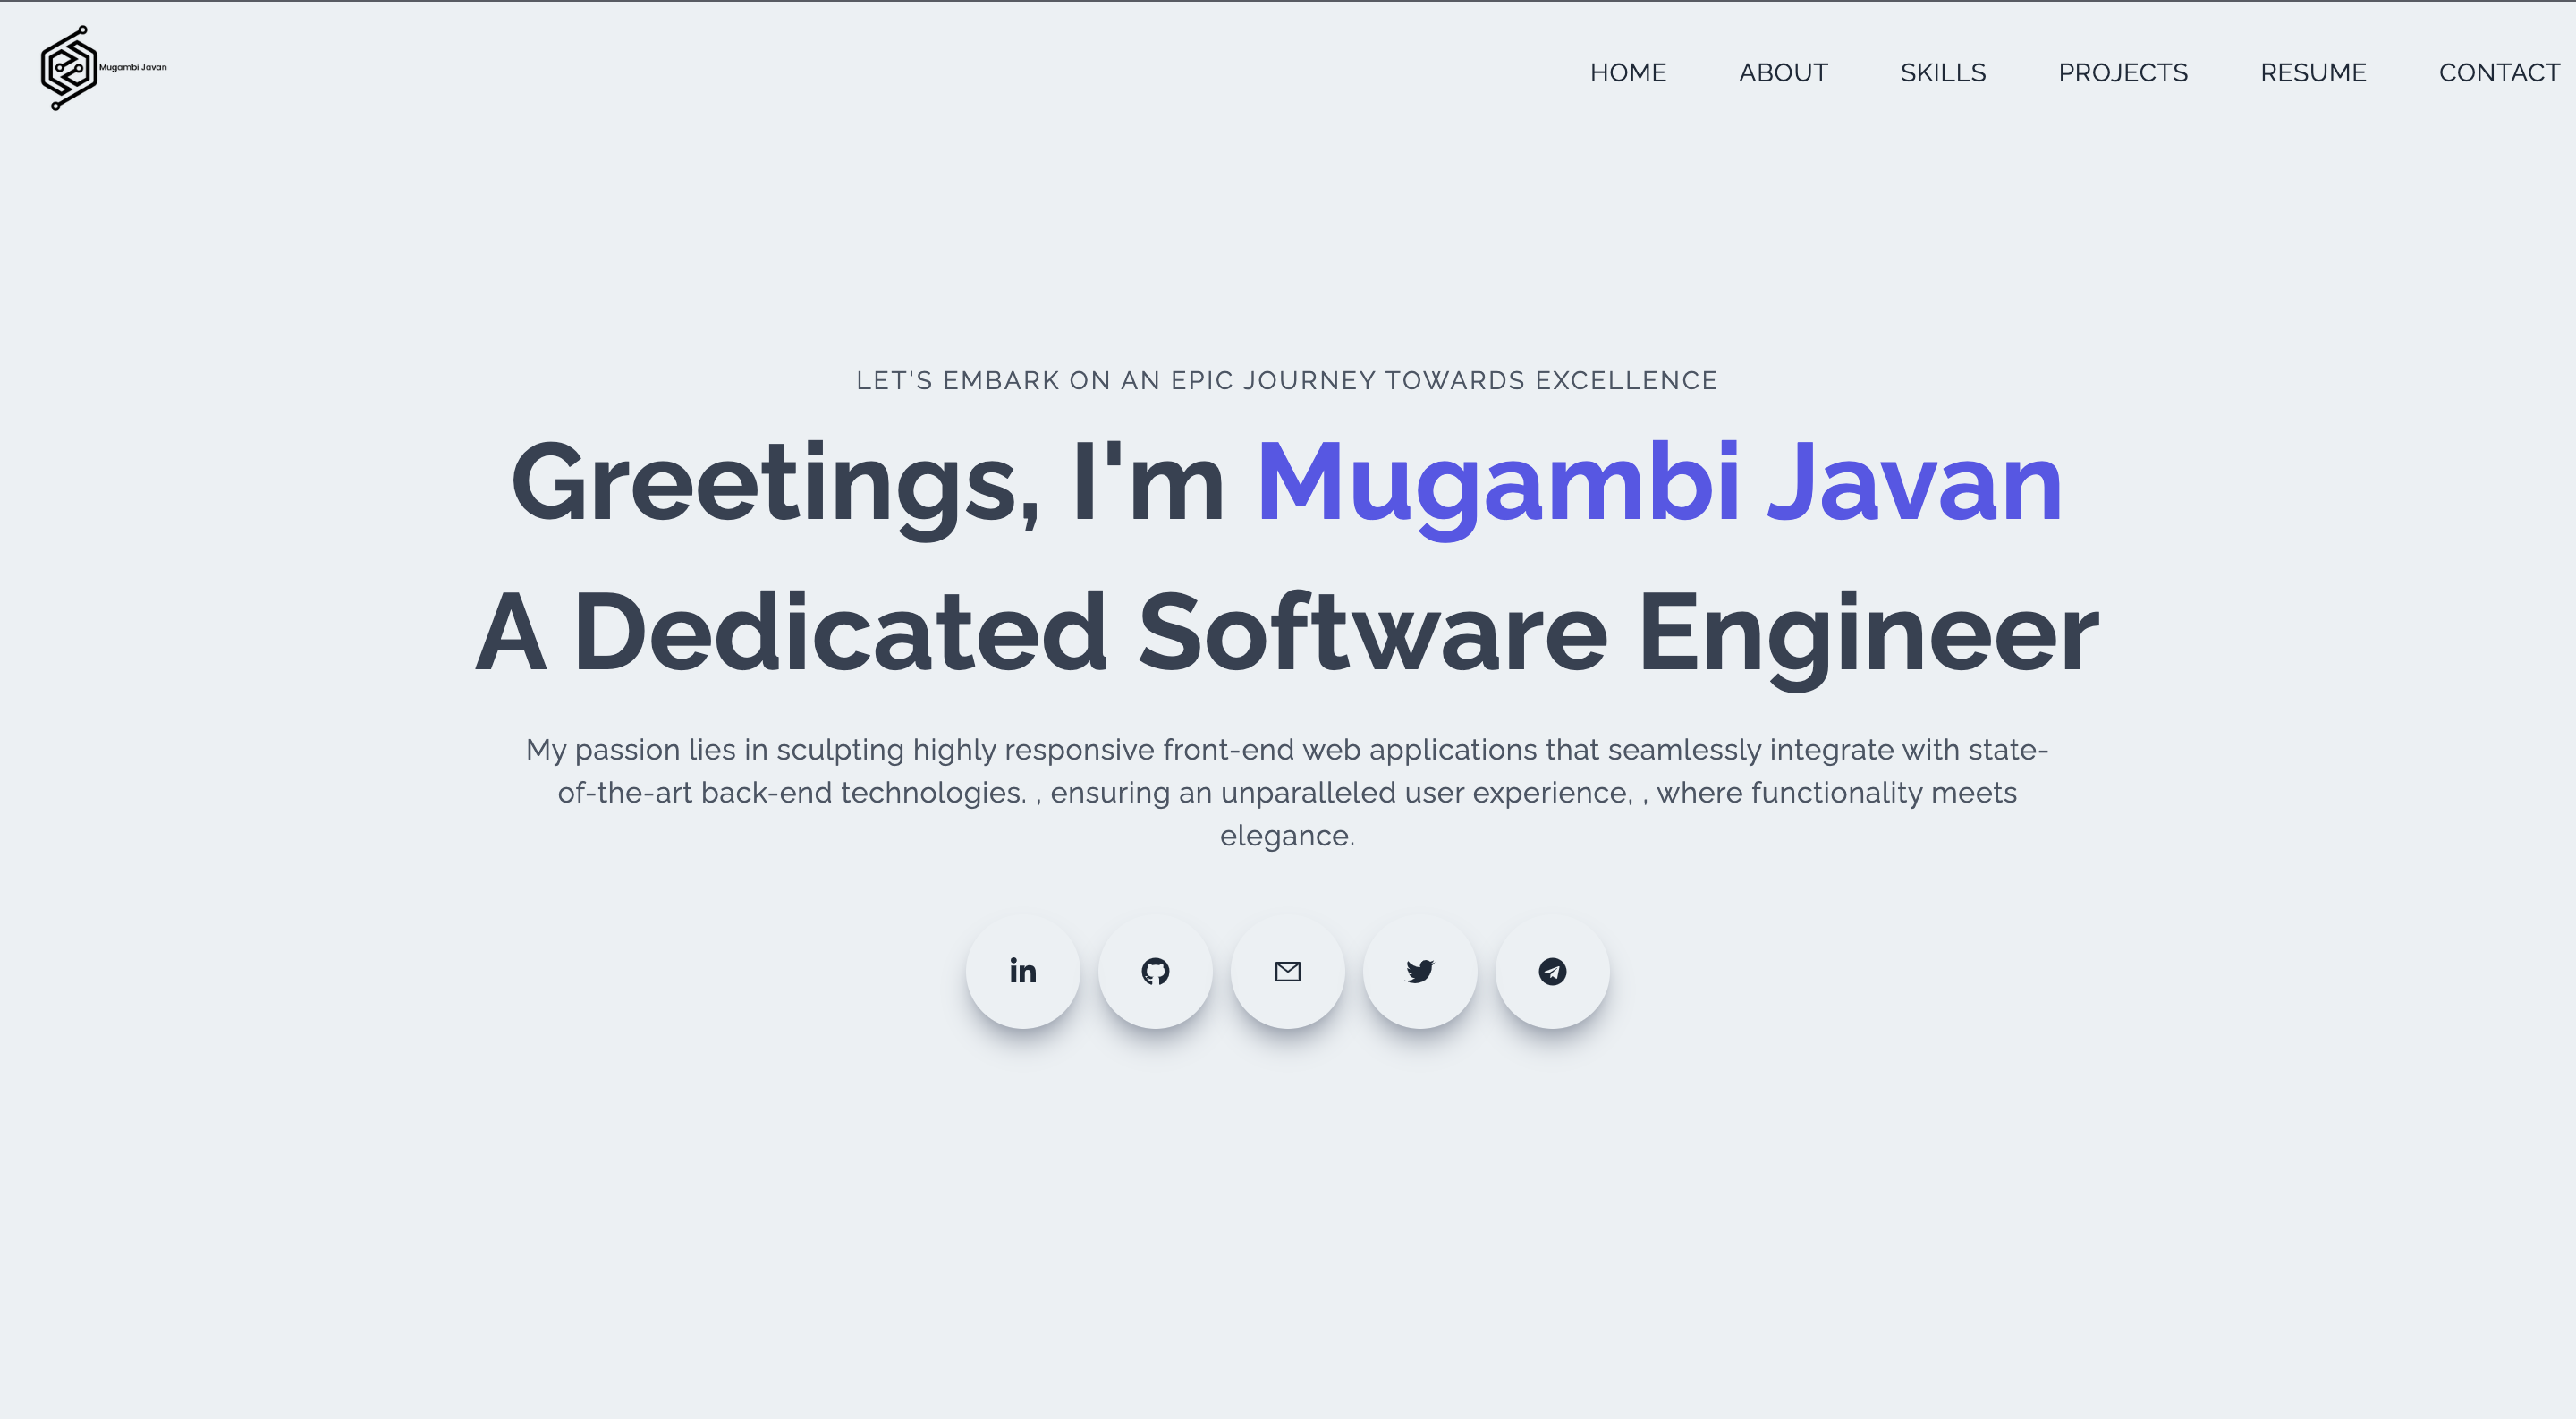 Mugambi Javan
HOME ABOUT SKILLS PROJECTS RESUME CONTACT
LET'S EMBARK ON AN EPIC JOURNEY TOWARDS EXCELLENCE
Greetings, I'm Mugambi Javan
A Dedicated Software Engineer
My passion lies in sculpting highly responsive front-end web applications that seamlessly integrate with state-
of-the-art back-end technologies. , ensuring an unparalleled user experience, , where functionality meets
elegance.
in